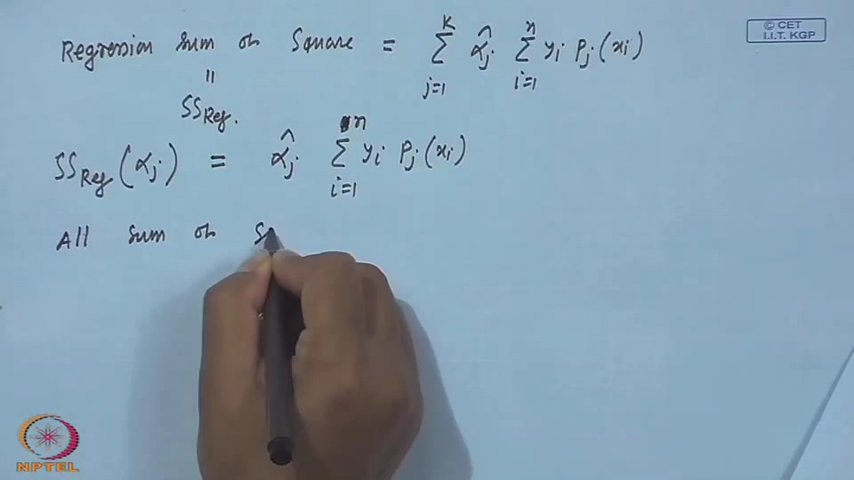 © CET
I.I.T. KGP
Regression sum of Square = Σ_{j=1}^{k} α̂_j Σ_{i=1}^{n} y_i P_j(x_i)
"
SS_Reg.
SS_Reg(α_j) = α̂_j Σ_{i=1}^{n} y_i P_j(x_i)
All sum of S
NPTEL